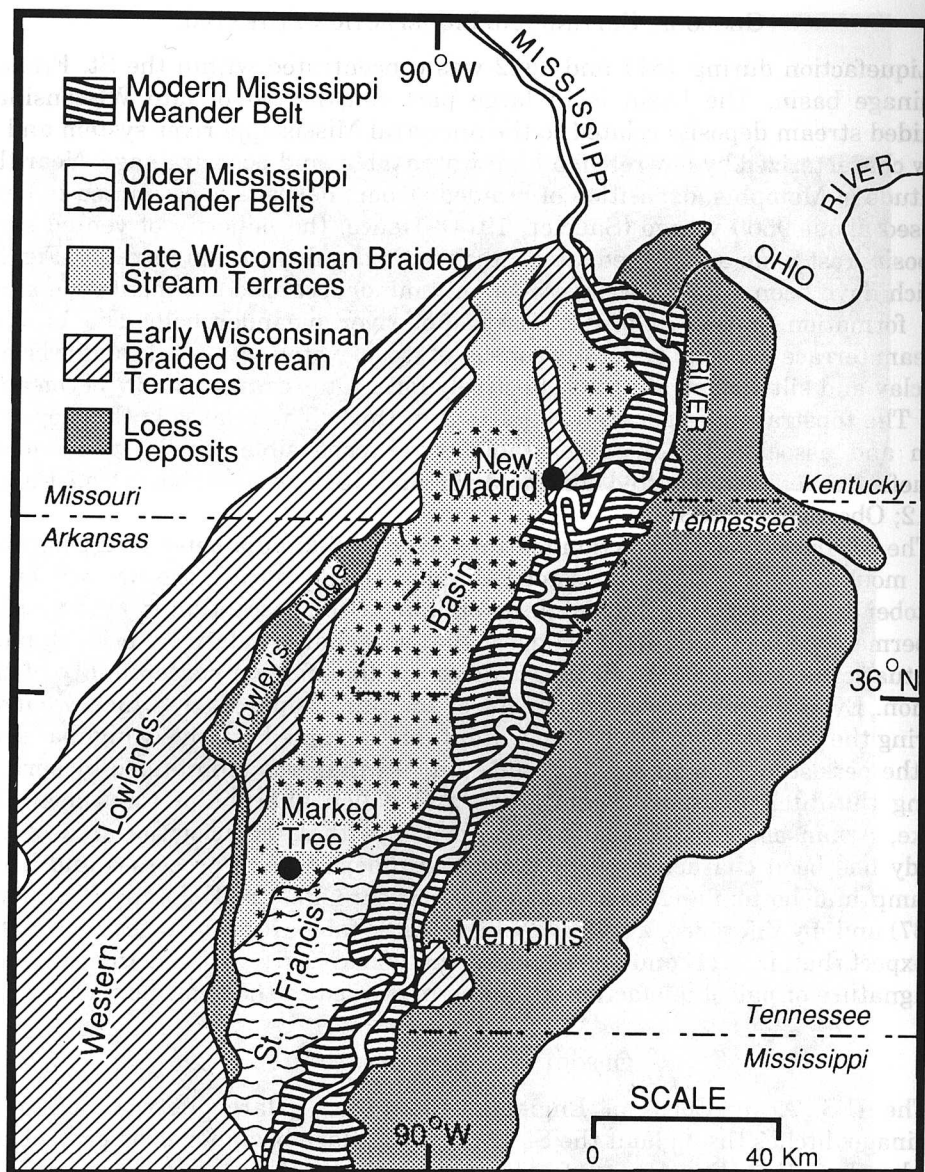 90°W
MISSISSIPPI
Modern Mississippi
Meander Belt
Older Mississippi
Meander Belts
Late Wisconsinan Braided
Stream Terraces
Early Wisconsinan
Braided Stream
Terraces
Loess
Deposits
OHIO
RIVER
RIVER
New
Madrid
Missouri
Arkansas
Kentucky
Tennessee
Basin
Crowley's Ridge
36°N
Lowlands
Western
Marked
Tree
St. Francis
Memphis
Tennessee
Mississippi
90°W
SCALE
0 40 Km